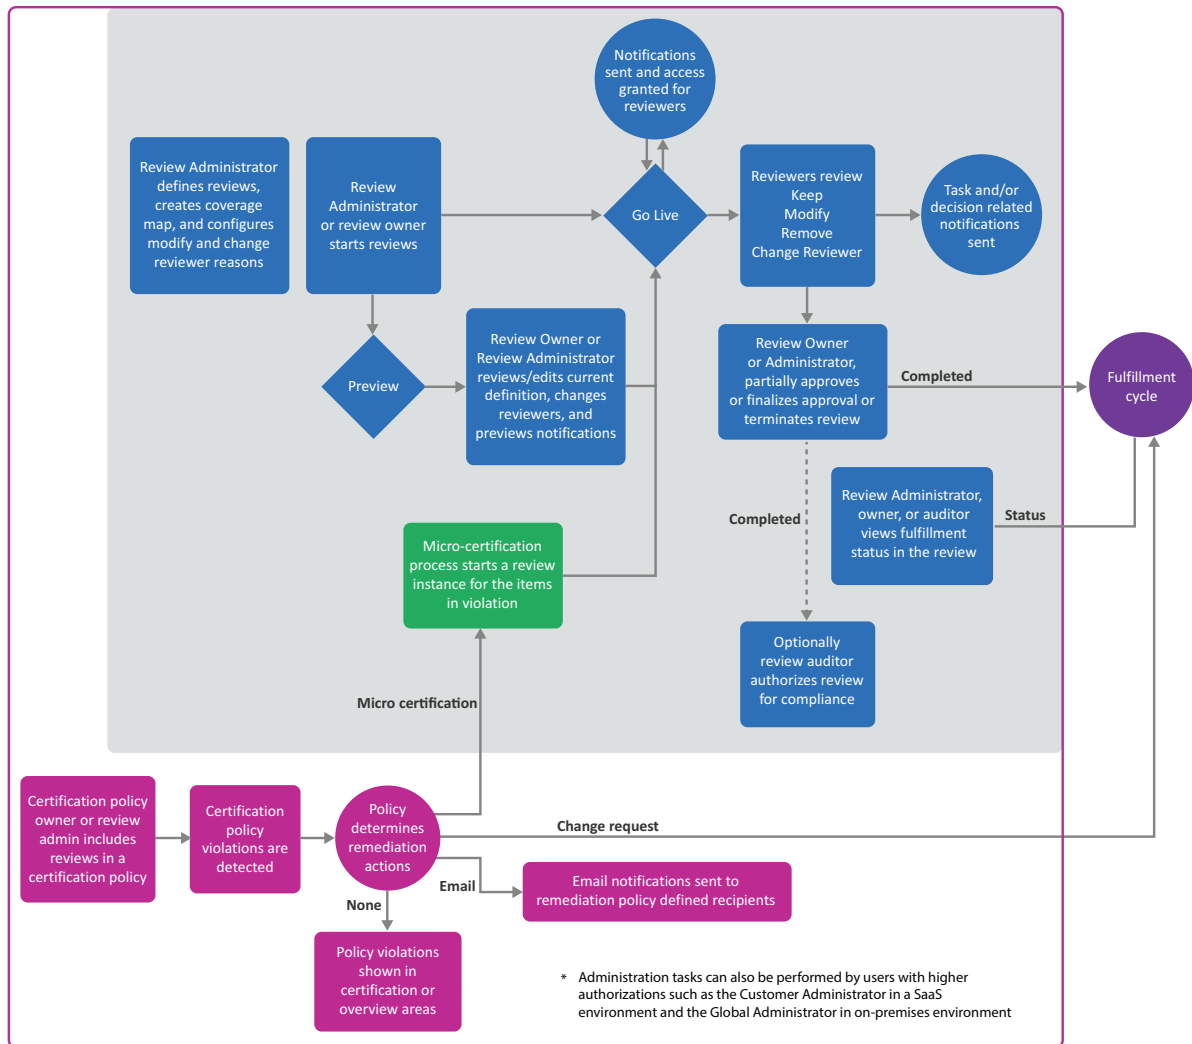 Notifications
sent and access
granted for
reviewers
Review Administrator
defines reviews,
creates coverage
map, and configures
modify and change
reviewer reasons
Review
Administrator
or review owner
starts reviews
Go Live
Reviewers review
Keep
Modify
Remove
Change Reviewer
Task and/or
decision related
notifications
sent
Preview
Review Owner or
Review Administrator
reviews/edits current
definition, changes
reviewers, and
previews notifications
Review Owner
or Administrator,
partially approves
or finalizes approval or
terminates review
Completed
Fulfillment
cycle
Completed
Review Administrator,
owner, or auditor
views fulfillment
status in the review
Status
Micro-certification
process starts a review
instance for the items
in violation
Optionally
review auditor
authorizes review
for compliance
Micro certification
Certification policy
owner or review
admin includes
reviews in a
certification policy
Certification
policy
violations are
detected
Policy
determines
remediation
actions
Change request
Email
Email notifications sent to
remediation policy defined recipients
None
Policy violations
shown in
certification or
overview areas
* Administration tasks can also be performed by users with higher
authorizations such as the Customer Administrator in a SaaS
environment and the Global Administrator in on-premises environment